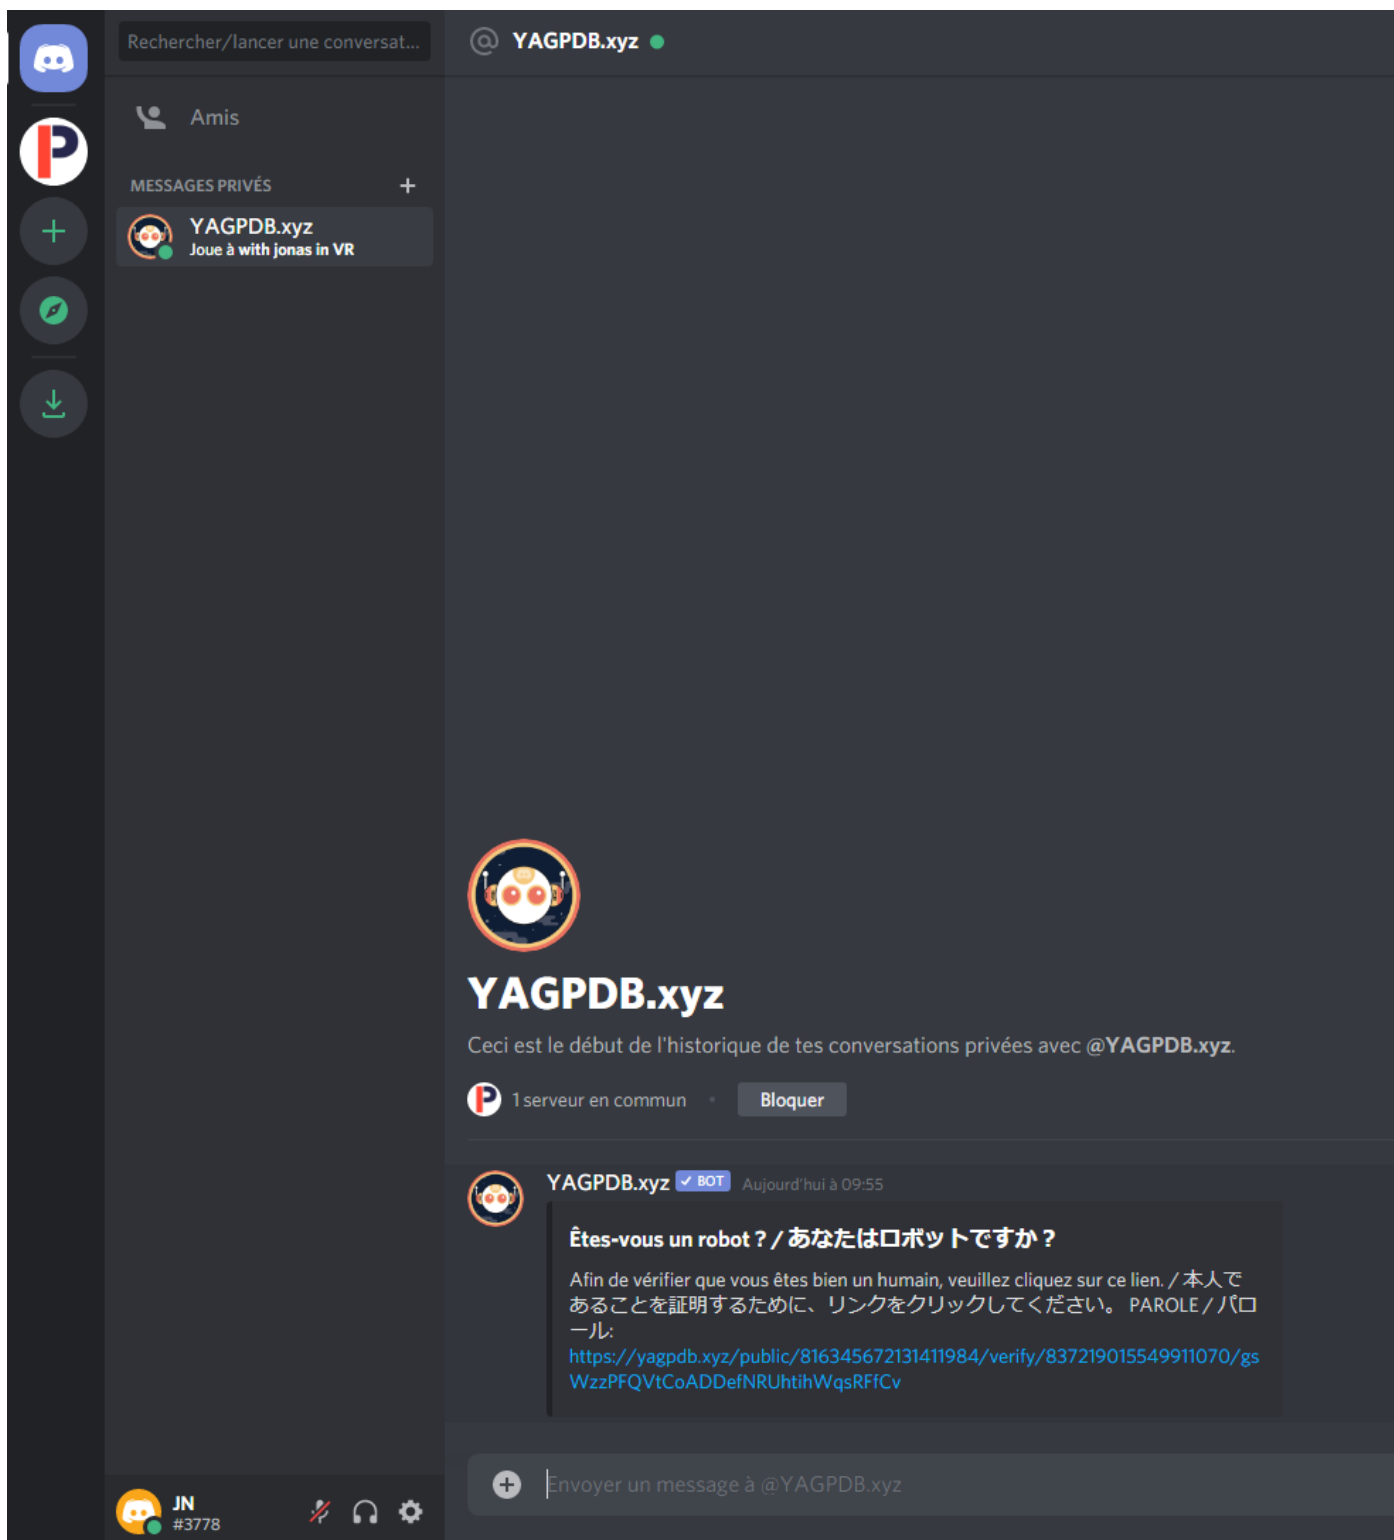 Rechercher/lancer une conversat...
YAGPDB.xyz
Amis
MESSAGES PRIVÉS
YAGPDB.xyz
Joue à with jonas in VR
YAGPDB.xyz
Ceci est le début de l'historique de tes conversations privées avec @YAGPDB.xyz.
P 1 serveur en commun Bloquer
YAGPDB.xyz BOT Aujourd'hui à 09:55
Êtes-vous un robot ? / あなたはロボットですか？
Afin de vérifier que vous êtes bien un humain, veuillez cliquez sur ce lien. / 本人で
あることを証明するために、リンクをクリックしてください。 PAROLE / パロ
ール:
https://yagpdb.xyz/public/816345672131411984/verify/837219015549911070/gs
WzzPFQVtCoADDefNRUhtihWqsRFfCv
Envoyer un message à @YAGPDB.xyz
JN
#3778